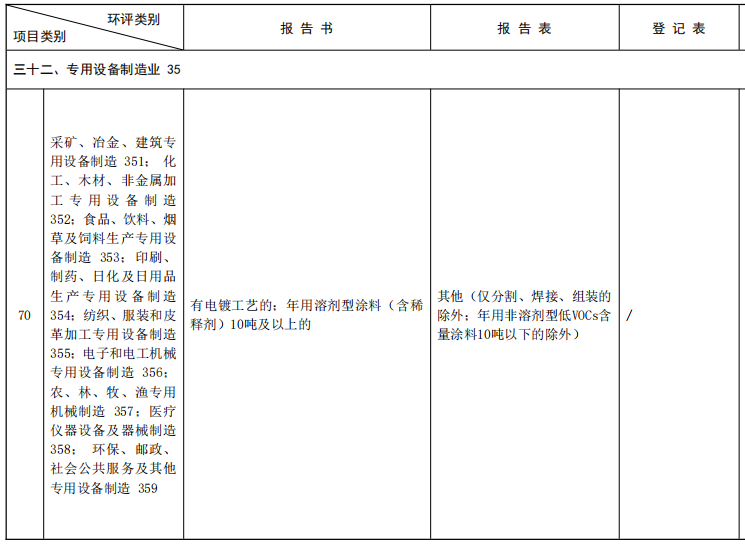 环评类别
项目类别
报 告 书
报 告 表
登 记 表
三十二、专用设备制造业 35
70
采矿、冶金、建筑专
用设备制造 351； 化
工、木材、非金属加
工专用设备制造
352；食品、饮料、烟
草及饲料生产专用设
备制造 353；印刷、
制药、日化及日用品
生产专用设备制造
354；纺织、服装和皮
革加工专用设备制造
355；电子和电工机械
专用设备制造 356；
农、林、牧、渔专用
机械制造 357；医疗
仪器设备及器械制造
358； 环保、邮政、
社会公共服务及其他
专用设备制造 359
有电镀工艺的；年用溶剂型涂料（含稀
释剂）10吨及以上的
其他（仅分割、焊接、组装的
除外；年用非溶剂型低VOCs含
量涂料10吨以下的除外）
/